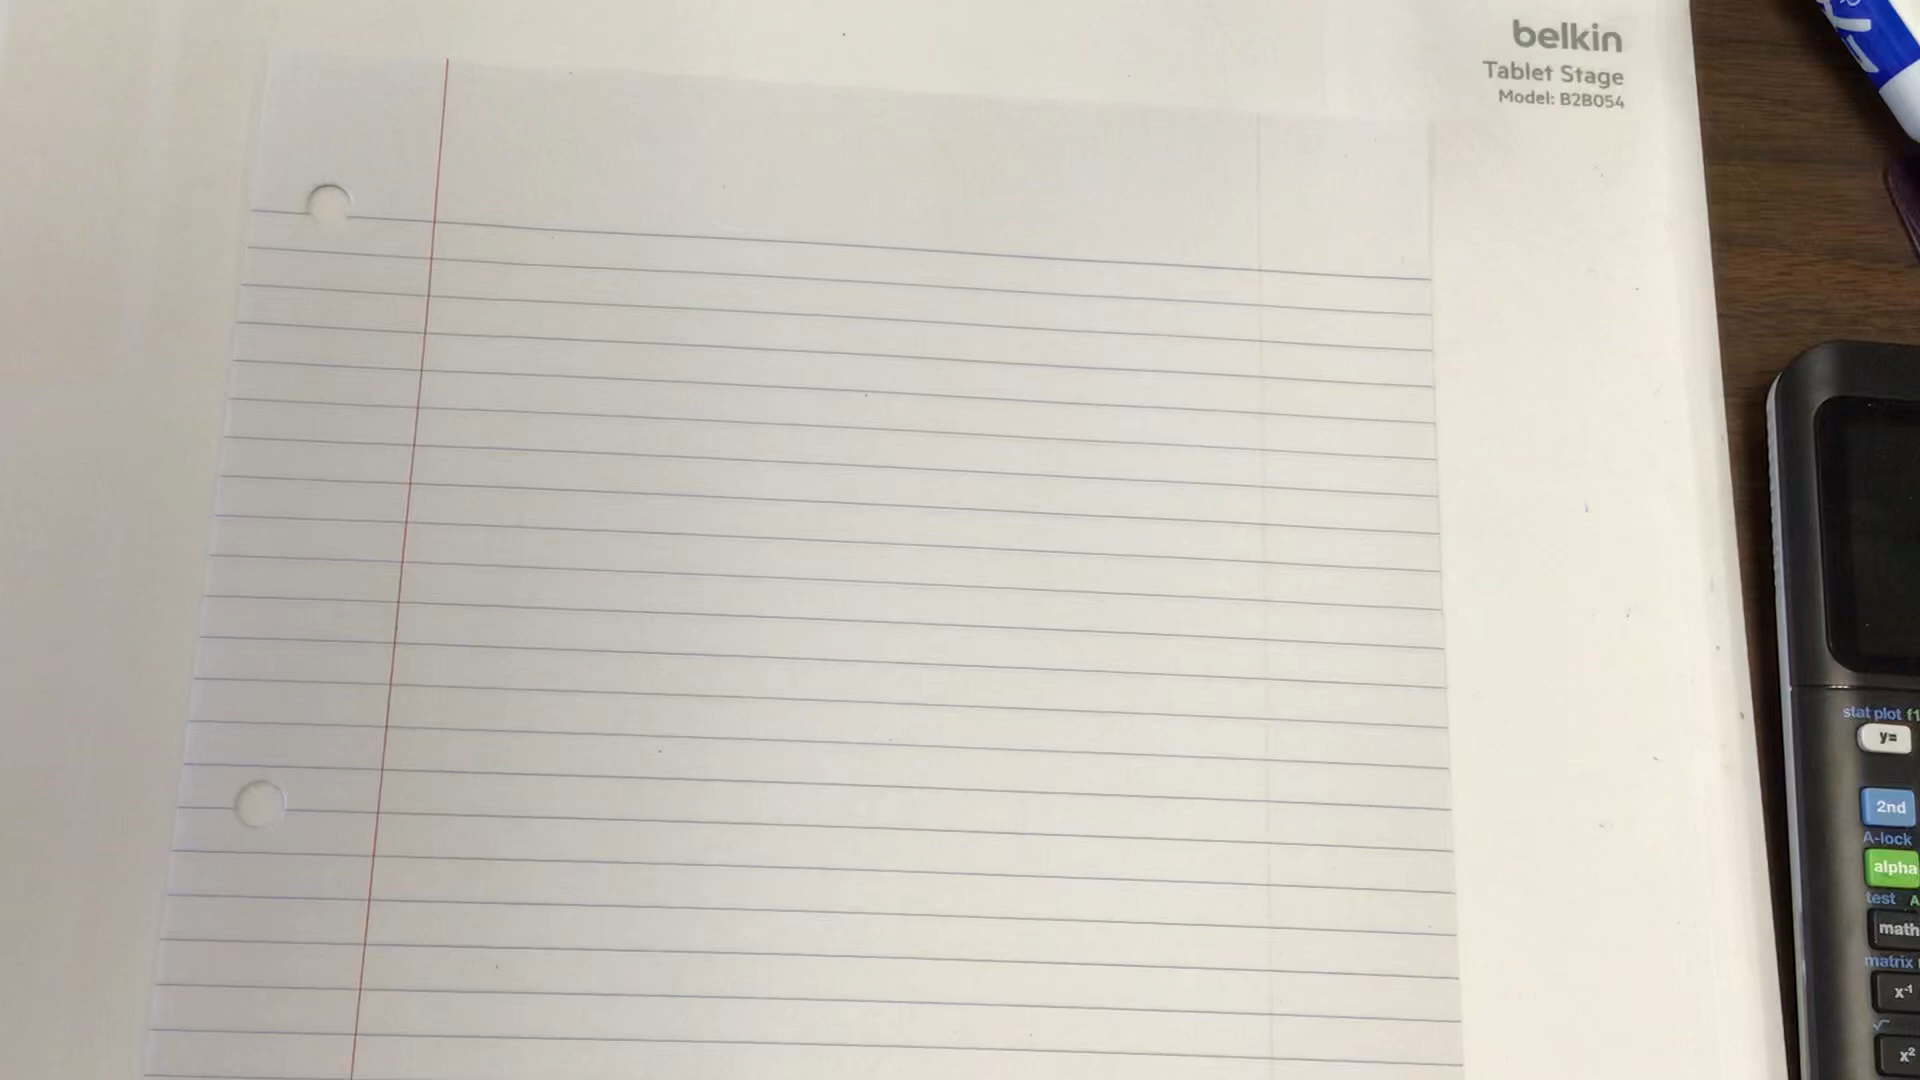 belkin
Tablet Stage
Model: B2B054
stat plot f1
y=
2nd
A-lock
alpha
test A
math
matrix
x-1
√
x²